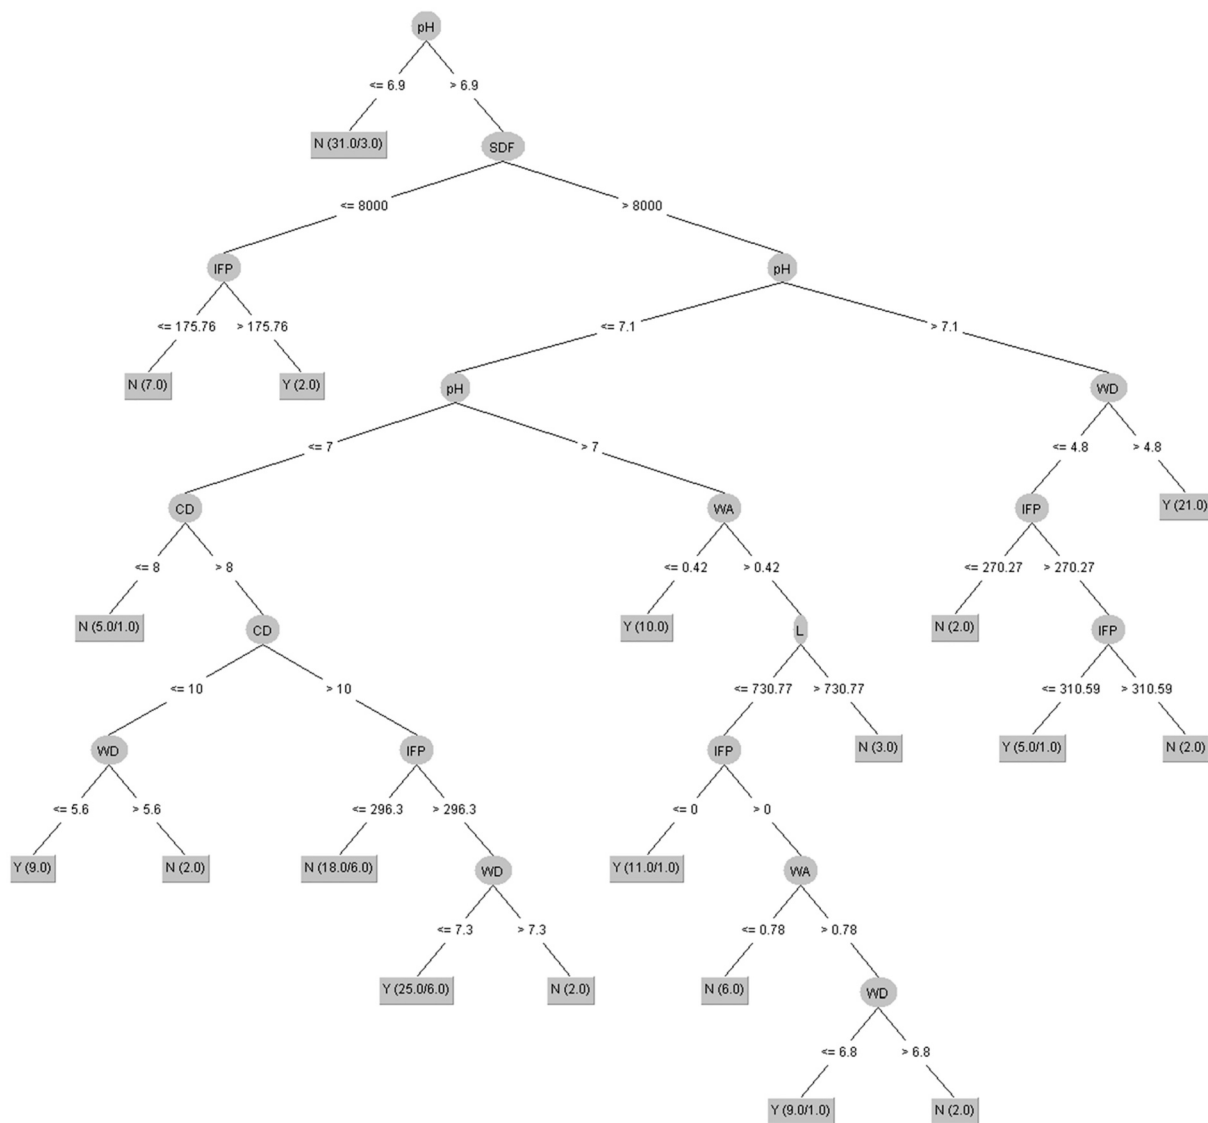 pH
<= 6.9 > 6.9
N (31.0/3.0) SDF
<= 8000 > 8000
IFP pH
<= 175.76 > 175.76 <= 7.1 > 7.1
N (7.0) Y (2.0) pH WD
<= 7 > 7 <= 4.8 > 4.8
CD WA IFP Y (21.0)
<= 8 > 8 <= 0.42 > 0.42 <= 270.27 > 270.27
N (5.0/1.0) CD Y (10.0) L N (2.0) IFP
<= 10 > 10 <= 730.77 > 730.77 <= 310.59 > 310.59
WD IFP IFP N (3.0) Y (5.0/1.0) N (2.0)
<= 5.6 > 5.6 <= 296.3 > 296.3 <= 0 > 0
Y (9.0) N (2.0) N (18.0/6.0) WD Y (11.0/1.0) WA
<= 7.3 > 7.3 <= 0.78 > 0.78
Y (25.0/6.0) N (2.0) N (6.0) WD
<= 6.8 > 6.8
Y (9.0/1.0) N (2.0)